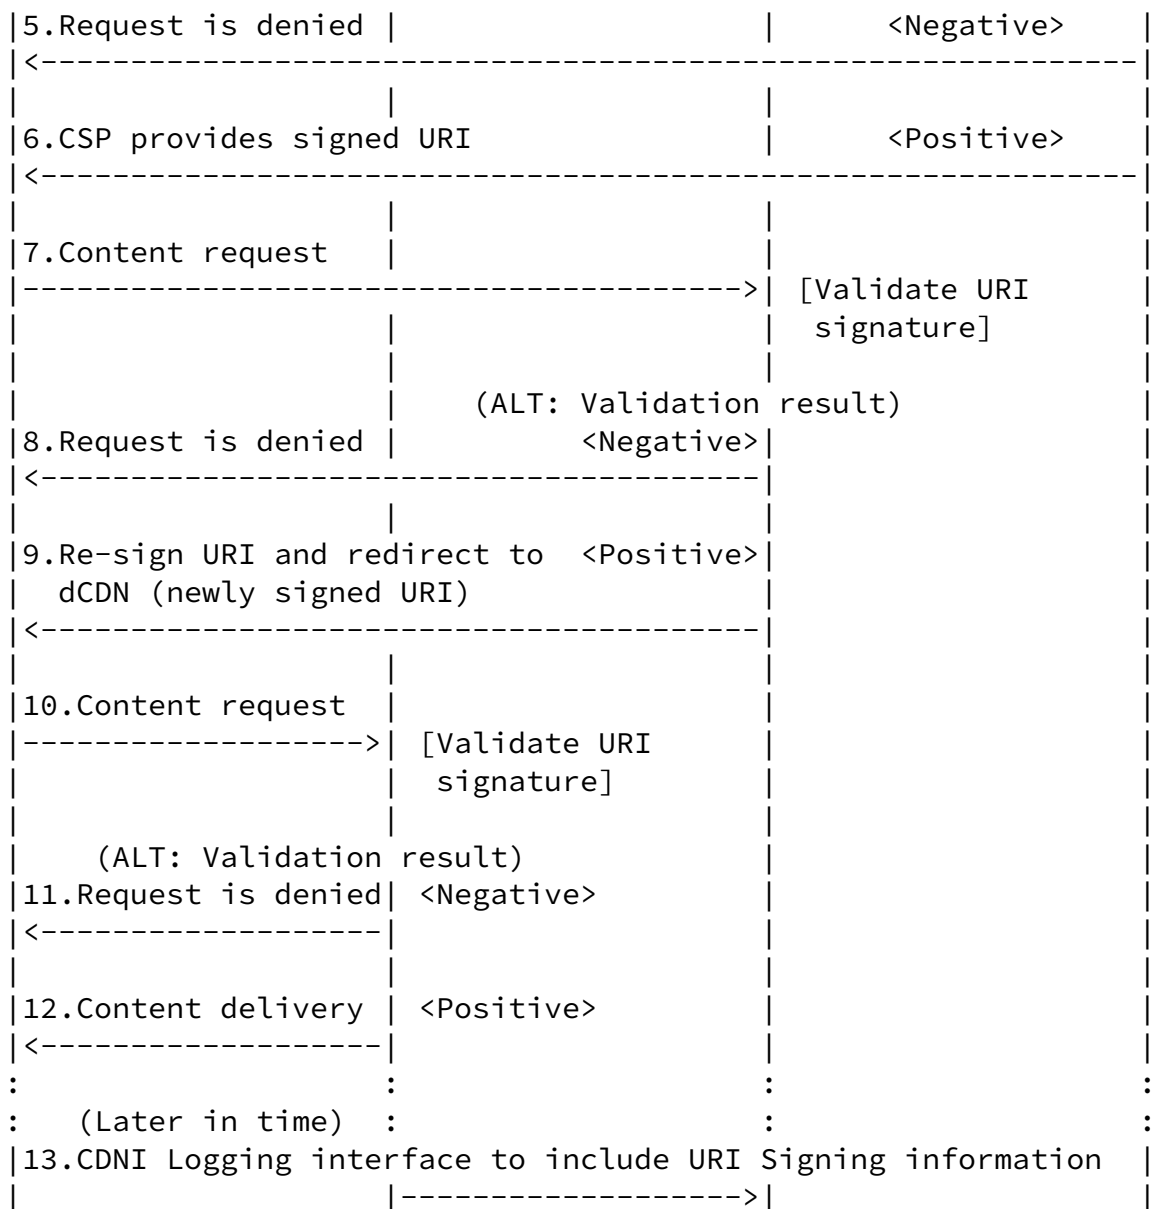 |5.Request is denied | | <Negative> |
|<-------------------------------------------------------------|
| | | |
|6.CSP provides signed URI | <Positive> |
|<-------------------------------------------------------------|
| | | |
|7.Content request | | |
|---------------------------------------->| [Validate URI |
| | | signature] |
| | | |
| | (ALT: Validation result) |
|8.Request is denied | <Negative>| |
|<----------------------------------------| |
| | | |
|9.Re-sign URI and redirect to <Positive>| |
| dCDN (newly signed URI) | |
|<----------------------------------------| |
| | | |
|10.Content request | | |
|------------------->| [Validate URI | |
| | signature] | |
| | | |
| (ALT: Validation result) | |
|11.Request is denied| <Negative> | |
|<-------------------| | |
| | | |
|12.Content delivery | <Positive> | |
|<-------------------| | |
: : : :
: (Later in time) : : :
|13.CDNI Logging interface to include URI Signing information |
| |------------------->| |